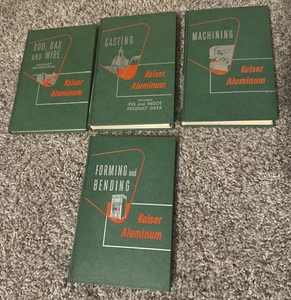 ROD, BAR
AND WIRE
Kaiser
Aluminum
CASTING
Kaiser
Aluminum
PIG and INGOT
PRODUCT DATA
MACHINING
Kaiser
Aluminum
FORMING and
BENDING
Kaiser
Aluminum